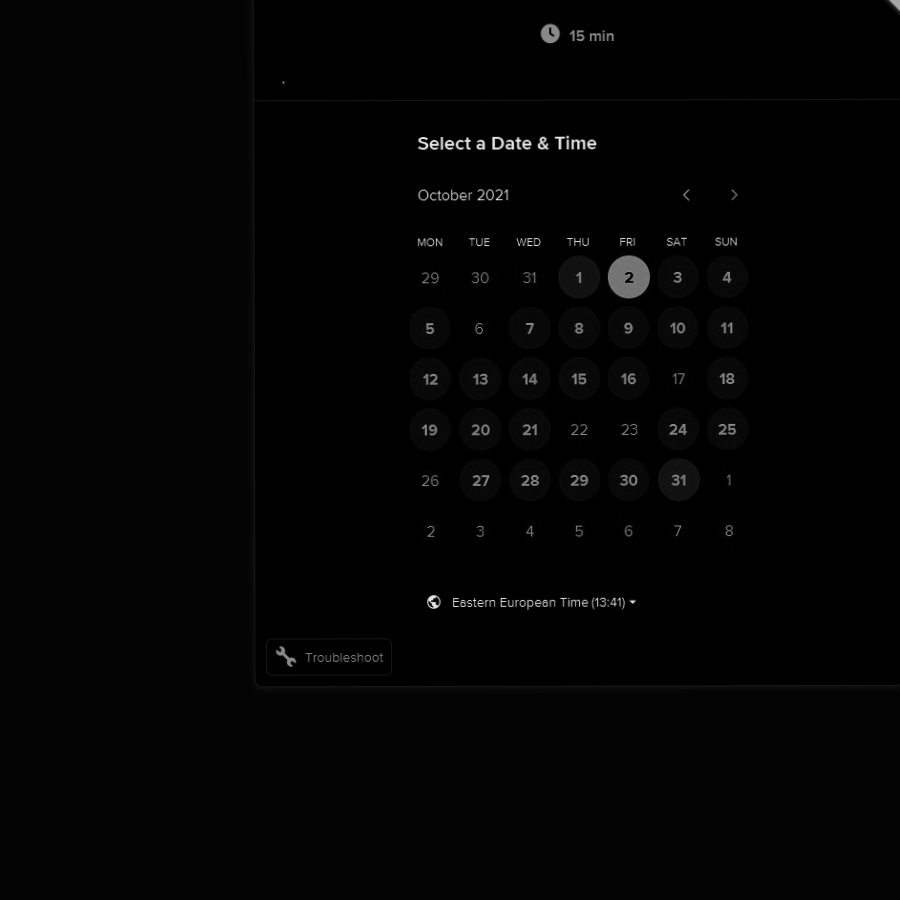 15 min
Select a Date & Time
October 2021
MON TUE WED THU FRI SAT SUN
29 30 31 1 2 3 4
5 6 7 8 9 10 11
12 13 14 15 16 17 18
19 20 21 22 23 24 25
26 27 28 29 30 31 1
2 3 4 5 6 7 8
Eastern European Time (13:41)
Troubleshoot